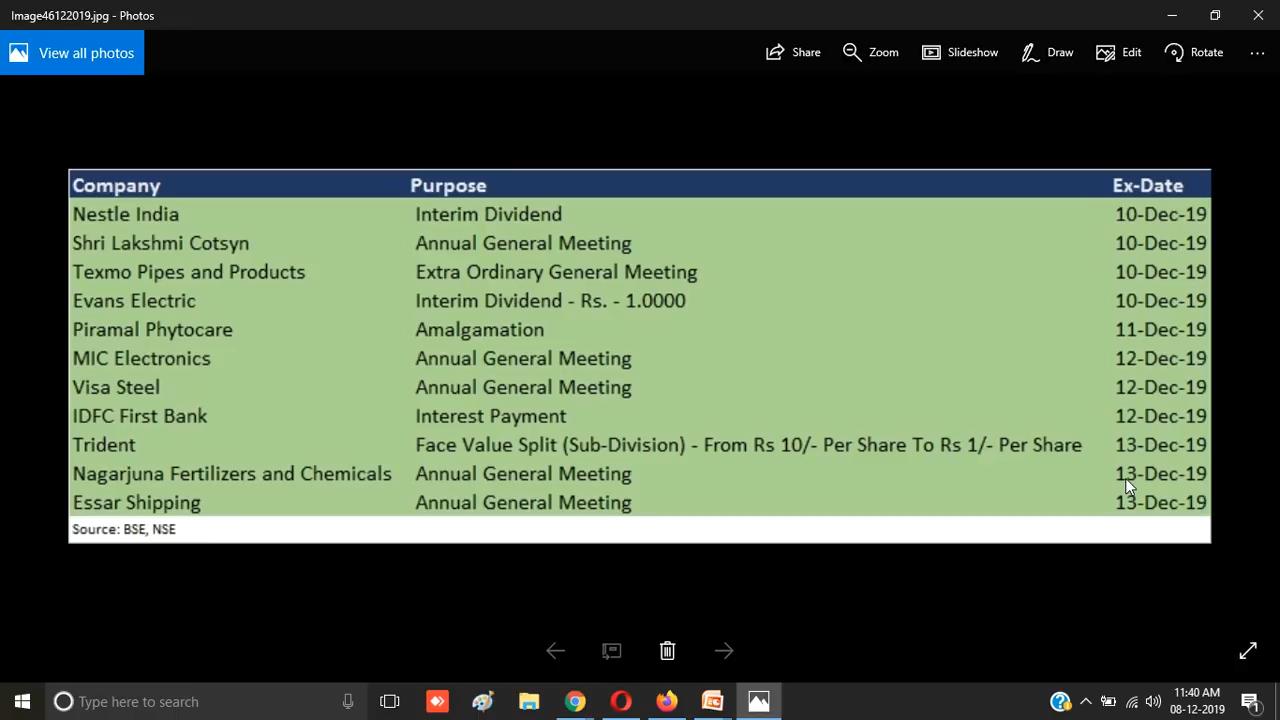 Image46122019.jpg - Photos
View all photos
Share Zoom Slideshow Draw Edit Rotate
Company Purpose Ex-Date
Nestle India Interim Dividend 10-Dec-19
Shri Lakshmi Cotsyn Annual General Meeting 10-Dec-19
Texmo Pipes and Products Extra Ordinary General Meeting 10-Dec-19
Evans Electric Interim Dividend - Rs. - 1.0000 10-Dec-19
Piramal Phytocare Amalgamation 11-Dec-19
MIC Electronics Annual General Meeting 12-Dec-19
Visa Steel Annual General Meeting 12-Dec-19
IDFC First Bank Interest Payment 12-Dec-19
Trident Face Value Split (Sub-Division) - From Rs 10/- Per Share To Rs 1/- Per Share 13-Dec-19
Nagarjuna Fertilizers and Chemicals Annual General Meeting 13-Dec-19
Essar Shipping Annual General Meeting 13-Dec-19
Source: BSE, NSE
Type here to search
11:40 AM
08-12-2019
1